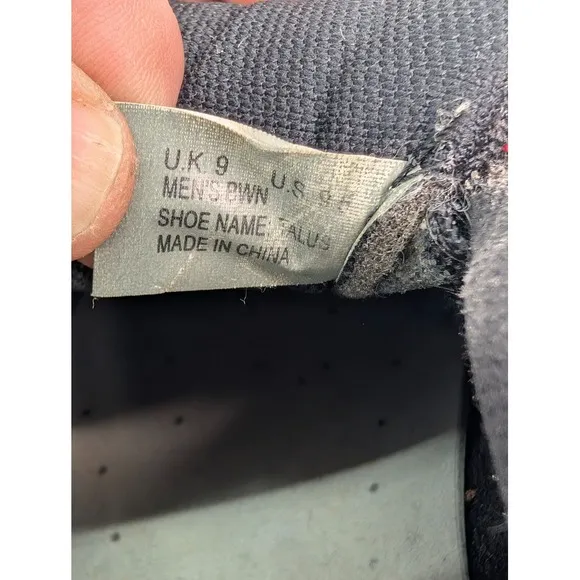 U.K 9 U.S 9.5
MEN'S BWN
SHOE NAME: TALUS
MADE IN CHINA